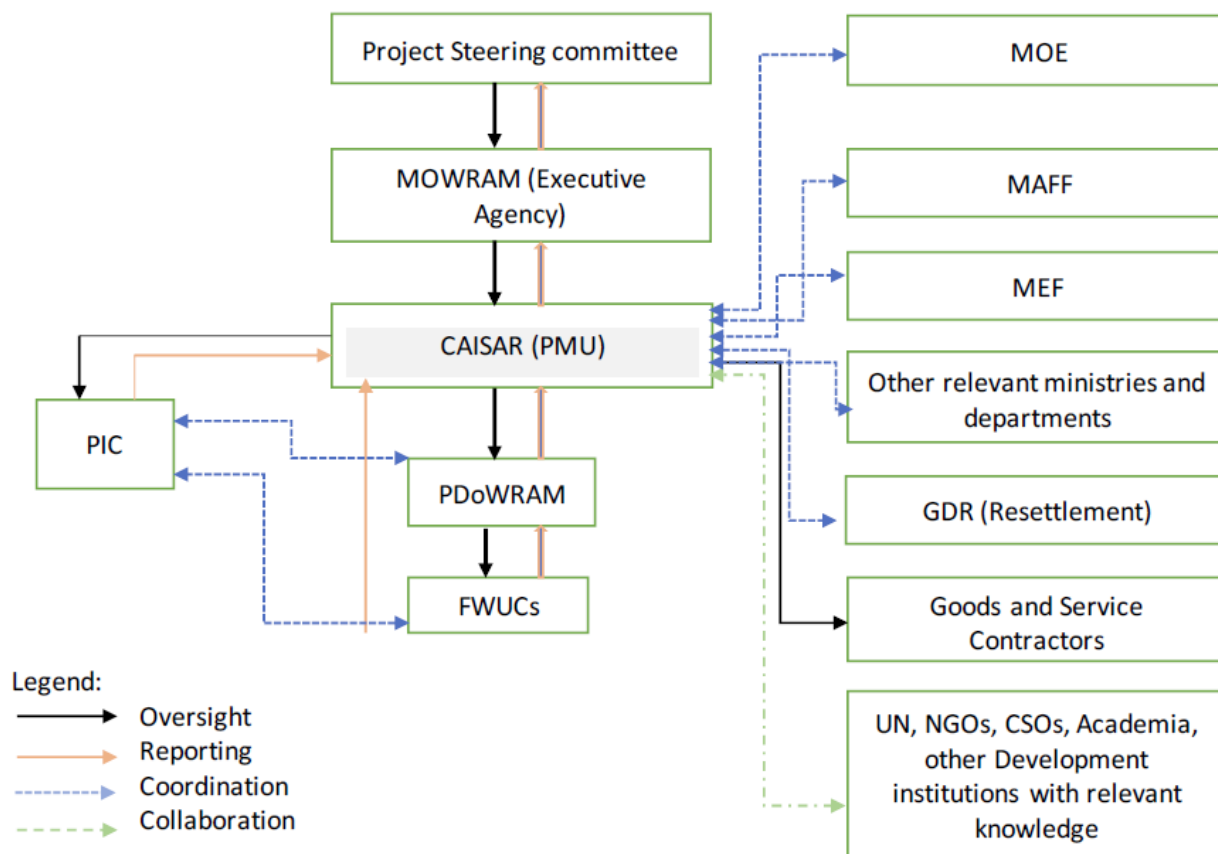 Project Steering committee
MOE
MOWRAM (Executive
Agency)
MAFF
MEF
CAISAR (PMU)
Other relevant ministries and
departments
PIC
PDoWRAM
GDR (Resettlement)
FWUCs
Goods and Service
Contractors
Legend:
Oversight
Reporting
Coordination
Collaboration
UN, NGOs, CSOs, Academia,
other Development
institutions with relevant
knowledge